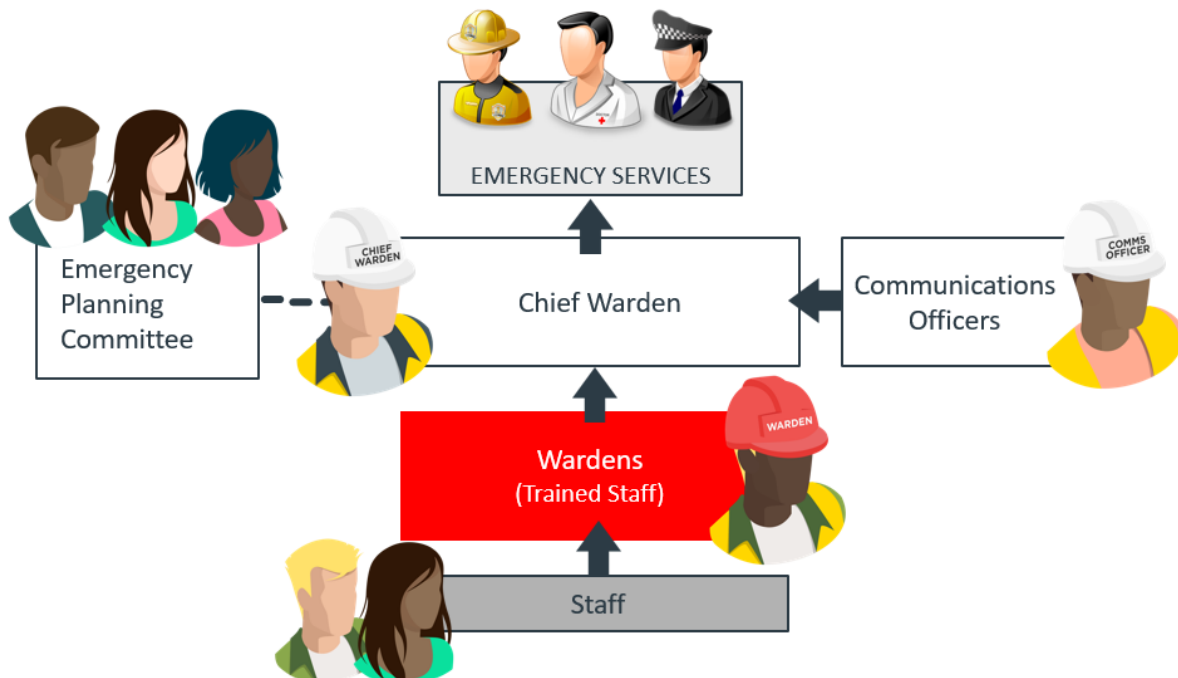 EMERGENCY SERVICES
Emergency
Planning
Committee
CHIEF
WARDEN
Chief Warden
Communications
Officers
COMMS
OFFICER
Wardens
(Trained Staff)
WARDEN
Staff